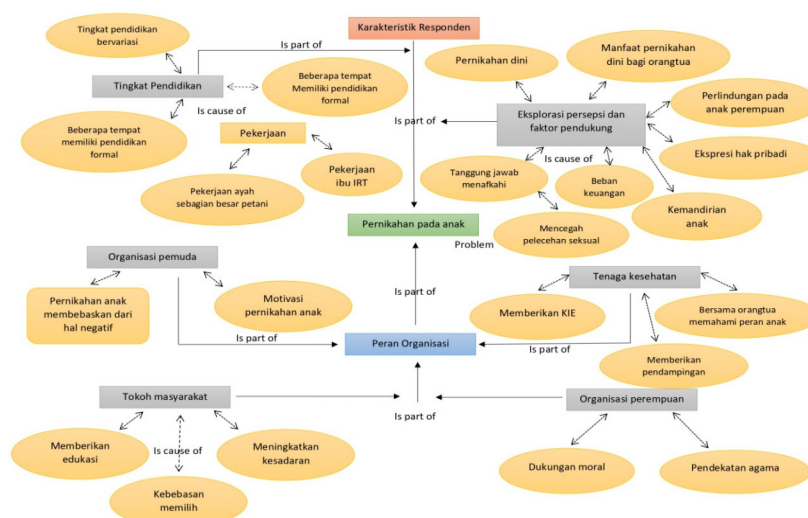 Tingkat pendidikan
bervariasi
Karakteristik Responden
Is part of
Pernikahan dini
Manfaat pernikahan
dini bagi orangtua
Tingkat Pendidikan
Beberapa tempat
Memiliki pendidikan
formal
Perlindungan pada
anak perempuan
Is cause of
Is part of
Eksplorasi persepsi dan
faktor pendukung
Beberapa tempat
memiliki pendidikan
formal
Pekerjaan
Ekspresi hak pribadi
Is cause of
Pekerjaan
ibu IRT
Tanggung jawab
menafkahi
Beban
keuangan
Pekerjaan ayah
sebagian besar petani
Kemandirian
anak
Pernikahan pada anak
Mencegah
pelecehan seksual
Problem
Organisasi pemuda
Tenaga kesehatan
Is part of
Pernikahan anak
membebaskan dari
hal negatif
Motivasi
pernikahan anak
Memberikan KIE
Bersama orangtua
memahami peran anak
Is part of
Peran Organisasi
Is part of
Memberikan
pendampingan
Tokoh masyarakat
Organisasi perempuan
Is part of
Memberikan
edukasi
Is cause of
Meningkatkan
kesadaran
Dukungan moral
Pendekatan agama
Kebebasan
memilih